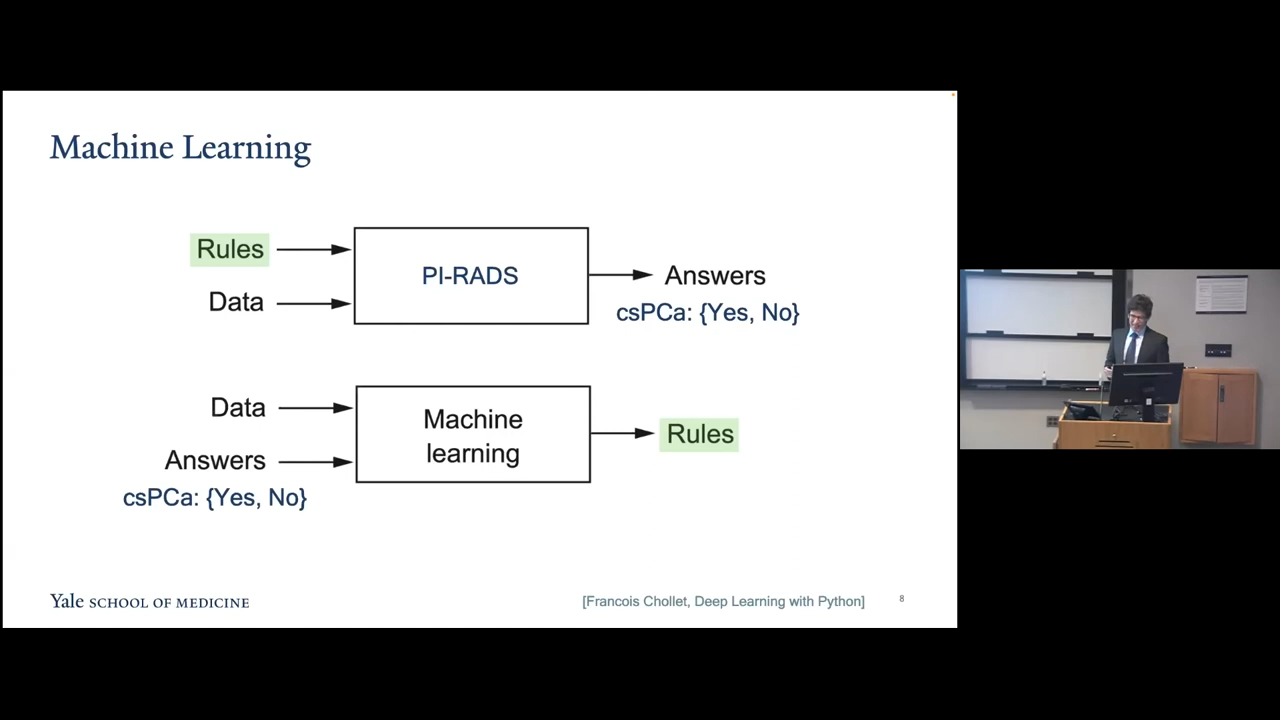 Machine Learning
Rules
Data
PI-RADS
Answers
csPCa: {Yes, No}
Data
Answers
csPCa: {Yes, No}
Machine
learning
Rules
Yale SCHOOL OF MEDICINE
[Francois Chollet, Deep Learning with Python]
8